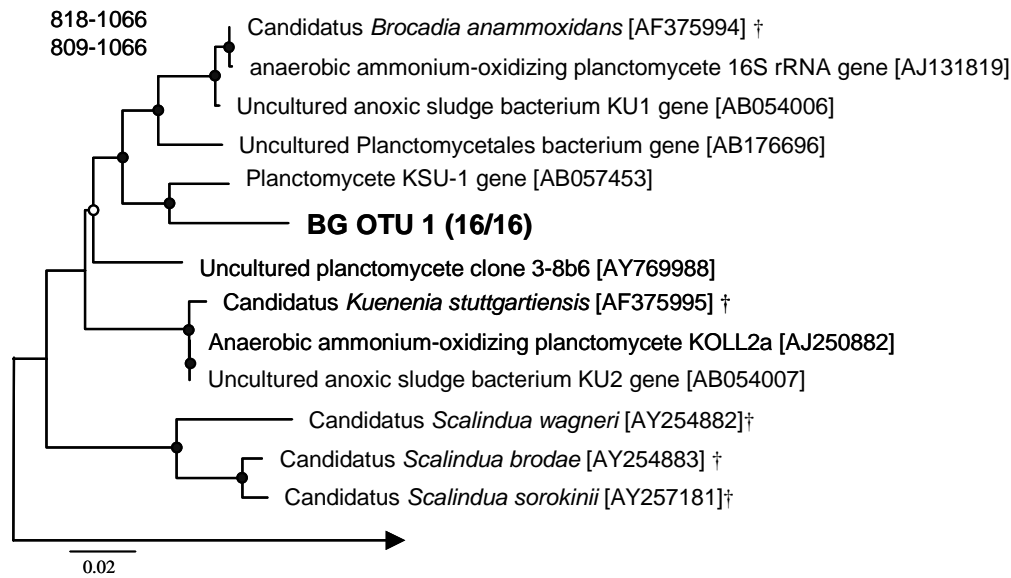 818-1066
809-1066
Candidatus Brocadia anammoxidans [AF375994] †
anaerobic ammonium-oxidizing planctomycete 16S rRNA gene [AJ131819]
Uncultured anoxic sludge bacterium KU1 gene [AB054006]
Uncultured Planctomycetales bacterium gene [AB176696]
Planctomycete KSU-1 gene [AB057453]
BG OTU 1 (16/16)
Uncultured planctomycete clone 3-8b6 [AY769988]
Candidatus Kuenenia stuttgartiensis [AF375995] †
Anaerobic ammonium-oxidizing planctomycete KOLL2a [AJ250882]
Uncultured anoxic sludge bacterium KU2 gene [AB054007]
Candidatus Scalindua wagneri [AY254882]†
Candidatus Scalindua brodae [AY254883] †
Candidatus Scalindua sorokinii [AY257181]†
0.02